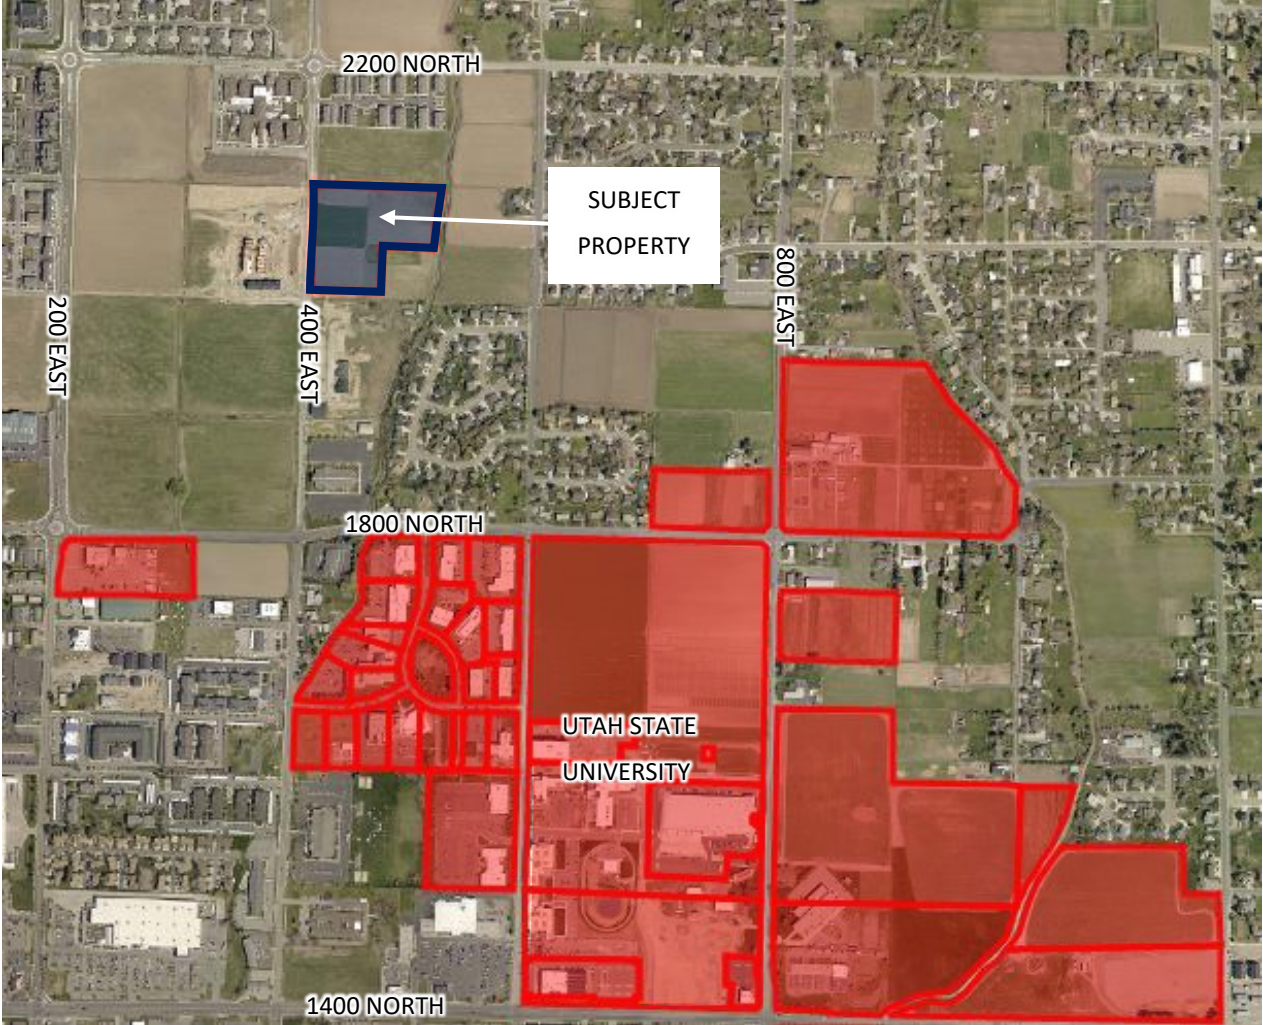 2200 NORTH
SUBJECT
PROPERTY
800 EAST
200 EAST
400 EAST
1800 NORTH
UTAH STATE
UNIVERSITY
1400 NORTH